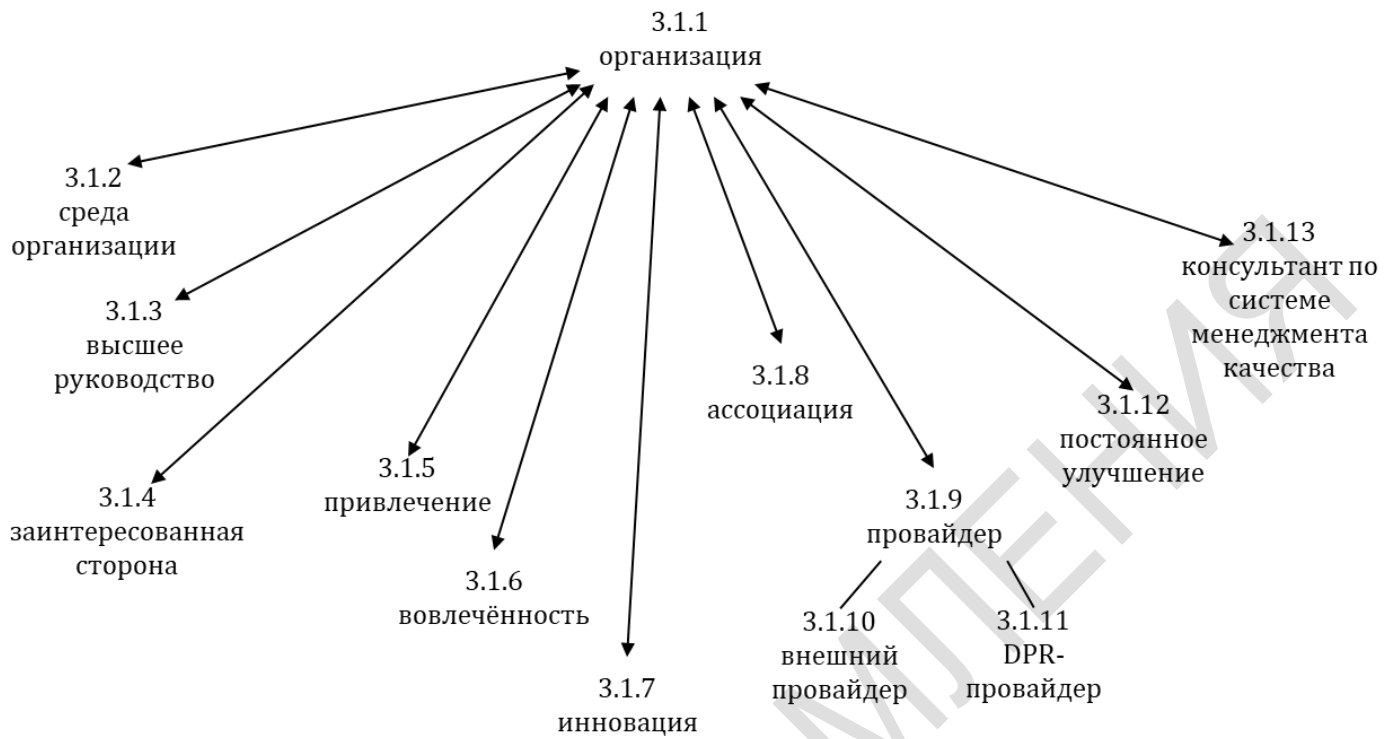 3.1.1
организация
3.1.2
среда
организации
3.1.3
высшее
руководство
3.1.4
заинтересованная
сторона
3.1.5
привлечение
3.1.6
вовлечённость
3.1.7
инновация
3.1.8
ассоциация
3.1.9
провайдер
3.1.10
внешний
провайдер
3.1.11
DPR-
провайдер
3.1.12
постоянное
улучшение
3.1.13
консультант по
системе
менеджмента
качества
МЛЕНИЯ